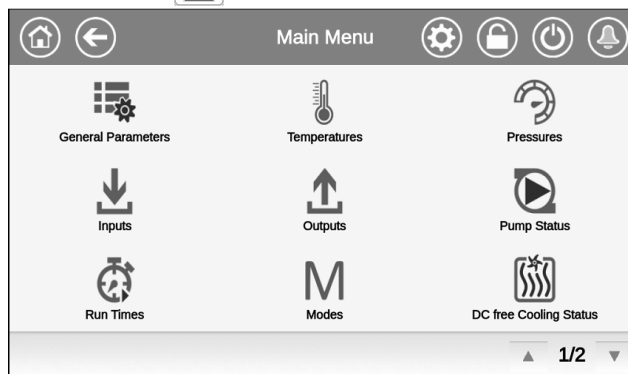 Main Menu
General Parameters
Temperatures
Pressures
Inputs
Outputs
Pump Status
Run Times
M
Modes
DC free Cooling Status
1/2